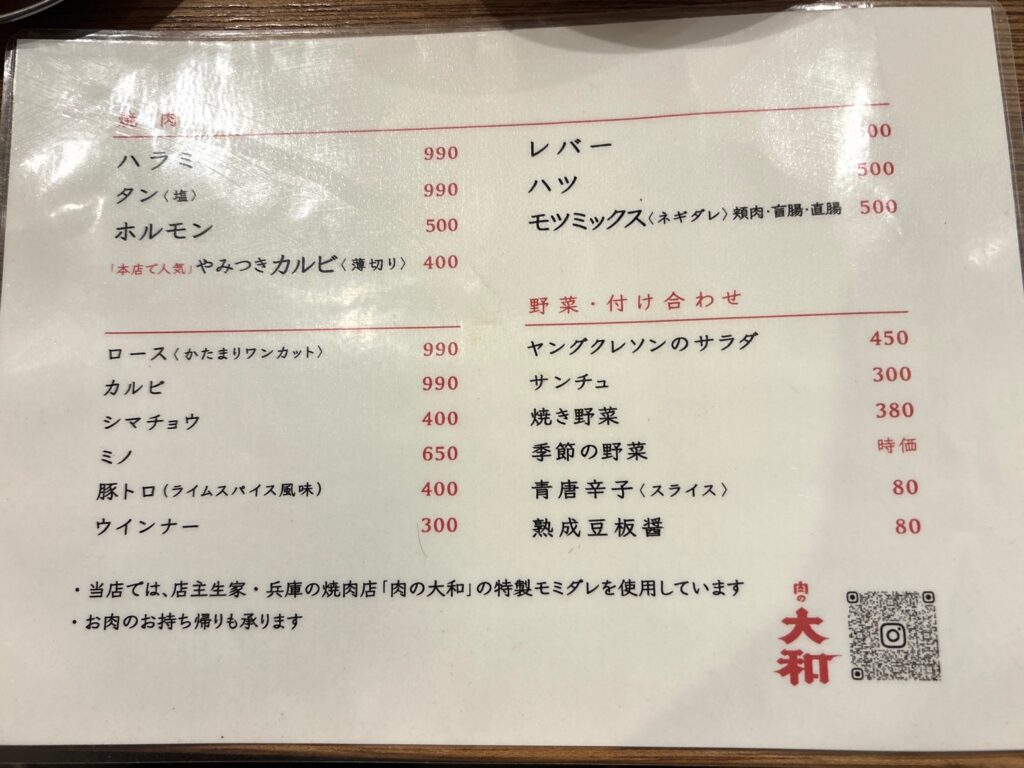 焼肉
ハラミ 990
タン〈塩〉 990
ホルモン 500
「本店で人気」やみつきカルビ〈薄切り〉 400
ロース〈かたまりワンカット〉 990
カルビ 990
シマチョウ 400
ミノ 650
豚トロ(ライムスパイス風味) 400
ウインナー 300
レバー
ハツ 500
モツミックス〈ネギダレ〉頬肉・盲腸・直腸 500
野菜・付け合わせ
ヤングクレソンのサラダ 450
サンチュ 300
焼き野菜 380
季節の野菜 時価
青唐辛子〈スライス〉 80
熟成豆板醤 80
・当店では、店主生家・兵庫の焼肉店「肉の大和」の特製モミダレを使用しています
・お肉のお持ち帰りも承ります
肉の
大和